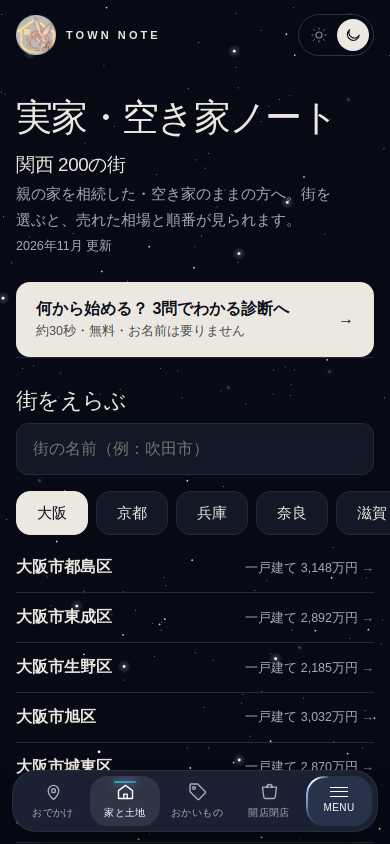 TOWN NOTE
実家・空き家ノート
関西 200の街
親の家を相続した・空き家のままの方へ。街を
選ぶと、売れた相場と順番が見られます。
2026年11月 更新
何から始める？ 3問でわかる診断へ →
約30秒・無料・お名前は要りません
街をえらぶ
街の名前（例：吹田市）
大阪 京都 兵庫 奈良 滋賀
大阪市都島区 一戸建て 3,148万円 →
大阪市東成区 一戸建て 2,892万円 →
大阪市生野区 一戸建て 2,185万円 →
大阪市旭区 一戸建て 3,032万円 →
大阪市城東区 一戸建て 2,870万円 →
おでかけ 家と土地 おかいもの 開店閉店 MENU